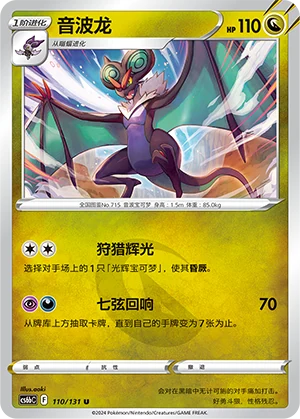 1阶进化
音波龙
HP 110
从嗡蝠进化
全国图鉴No.715 音波宝可梦 身高：1.5m 体重：85.0kg
狩猎辉光
选择对手场上的1只「光辉宝可梦」，使其昏厥。
七弦回响 70
从牌库上方抽取卡牌，直到自己的手牌变为7张为止。
弱点 抵抗力 撤退
Illus.aoki
CS6bC F 110/131 U
会对在黑暗中无计可施的对手痛加打击。
好勇斗狠，性格残忍。
©2024 Pokémon/Nintendo/Creatures/GAME FREAK.